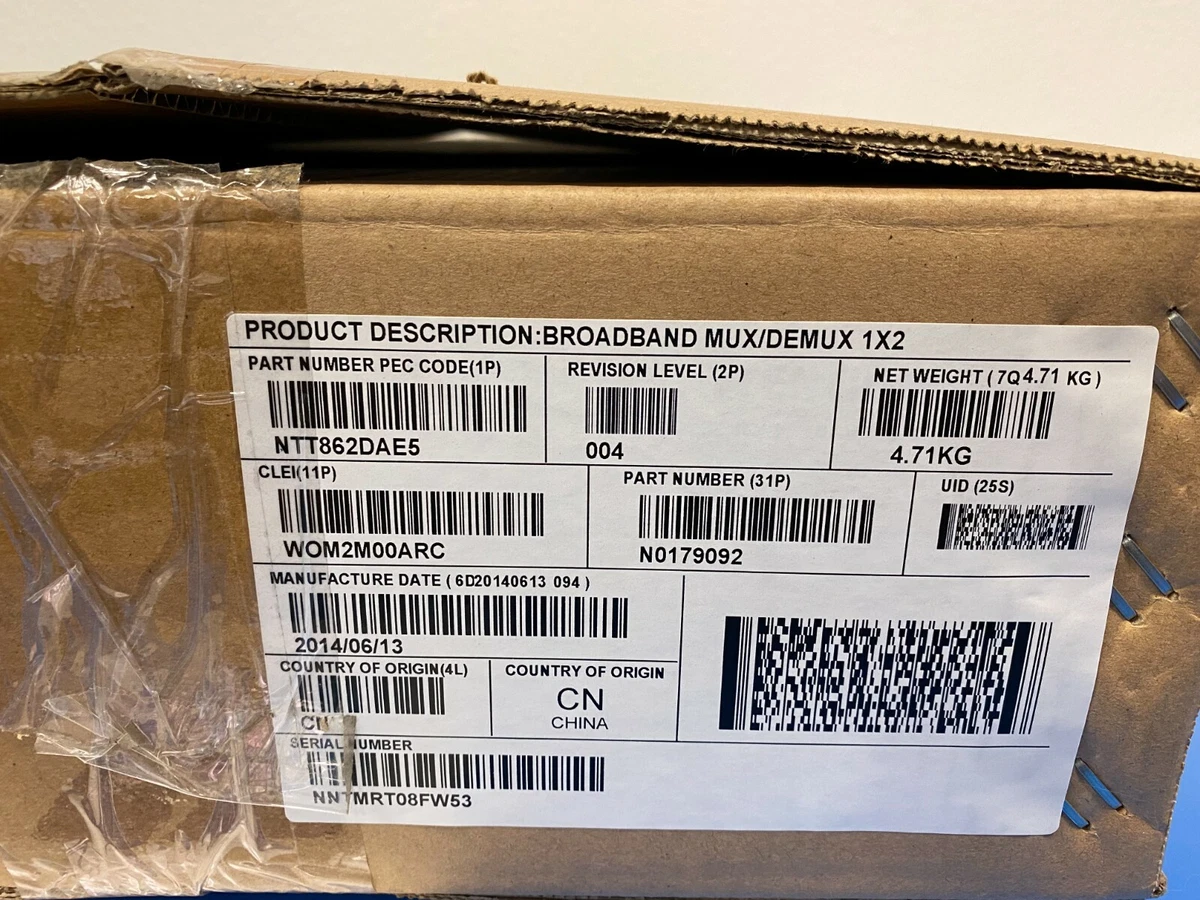 PRODUCT DESCRIPTION:BROADBAND MUX/DEMUX 1X2
PART NUMBER PEC CODE(1P)
NTT862DAE5
REVISION LEVEL (2P)
004
NET WEIGHT ( 7Q4.71 KG )
4.71KG
CLEI(11P)
WOM2M00ARC
PART NUMBER (31P)
N0179092
UID (25S)
MANUFACTURE DATE ( 6D20140613 094 )
2014/06/13
COUNTRY OF ORIGIN(4L)
CN
COUNTRY OF ORIGIN
CN
CHINA
SERIAL NUMBER
NNTMRT08FW53